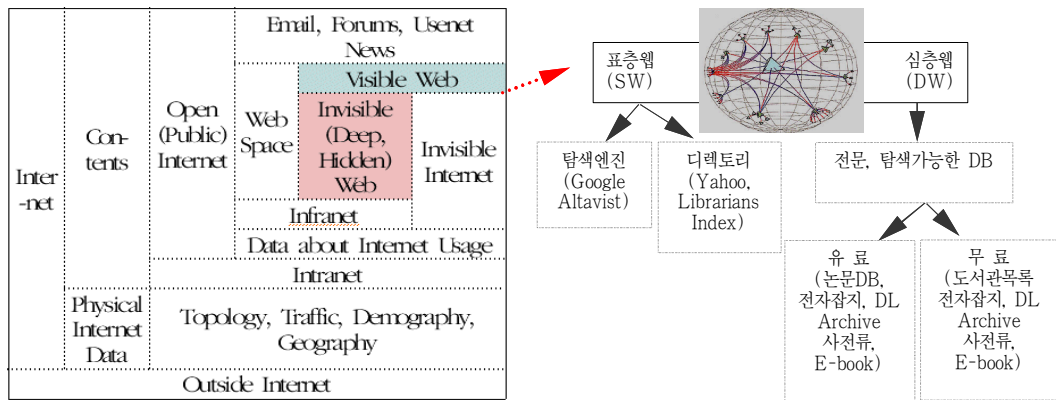 Email, Forums, Usenet
News
Visible Web
Inter
-net
Con-
tents
Open
(Public)
Internet
Web
Space
Invisible
(Deep,
Hidden)
Web
Invisible
Internet
Infranet
Data about Internet Usage
Intranet
Physical
Internet
Data
Topology, Traffic, Demography,
Geography
Outside Internet
표층웹
(SW)
심층웹
(DW)
탐색엔진
(Google
Altavist)
디렉토리
(Yahoo,
Librarians
Index)
전문, 탐색가능한 DB
유 료
(논문DB,
전자잡지, DL
Archive
사전류,
E-book)
무 료
(도서관목록
전자잡지, DL
Archive
사전류,
E-book)